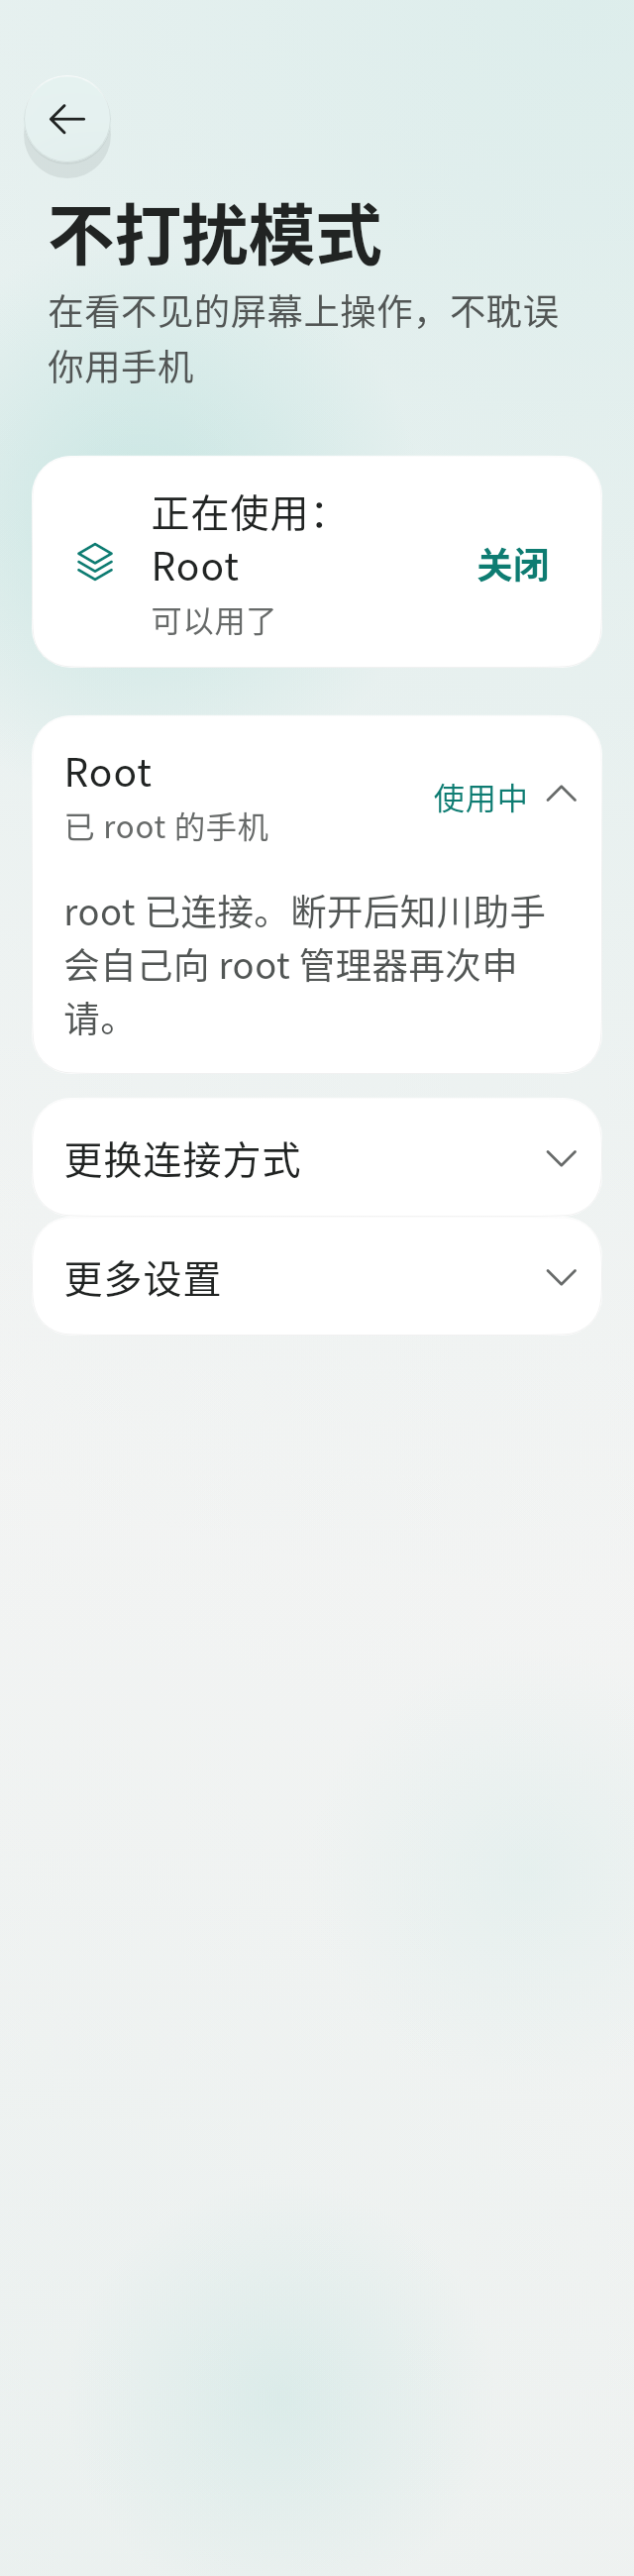 不打扰模式
在看不见的屏幕上操作，不耽误
你用手机
正在使用：
Root
可以用了
关闭
Root
已 root 的手机
使用中
root 已连接。断开后知川助手
会自己向 root 管理器再次申
请。
更换连接方式
更多设置